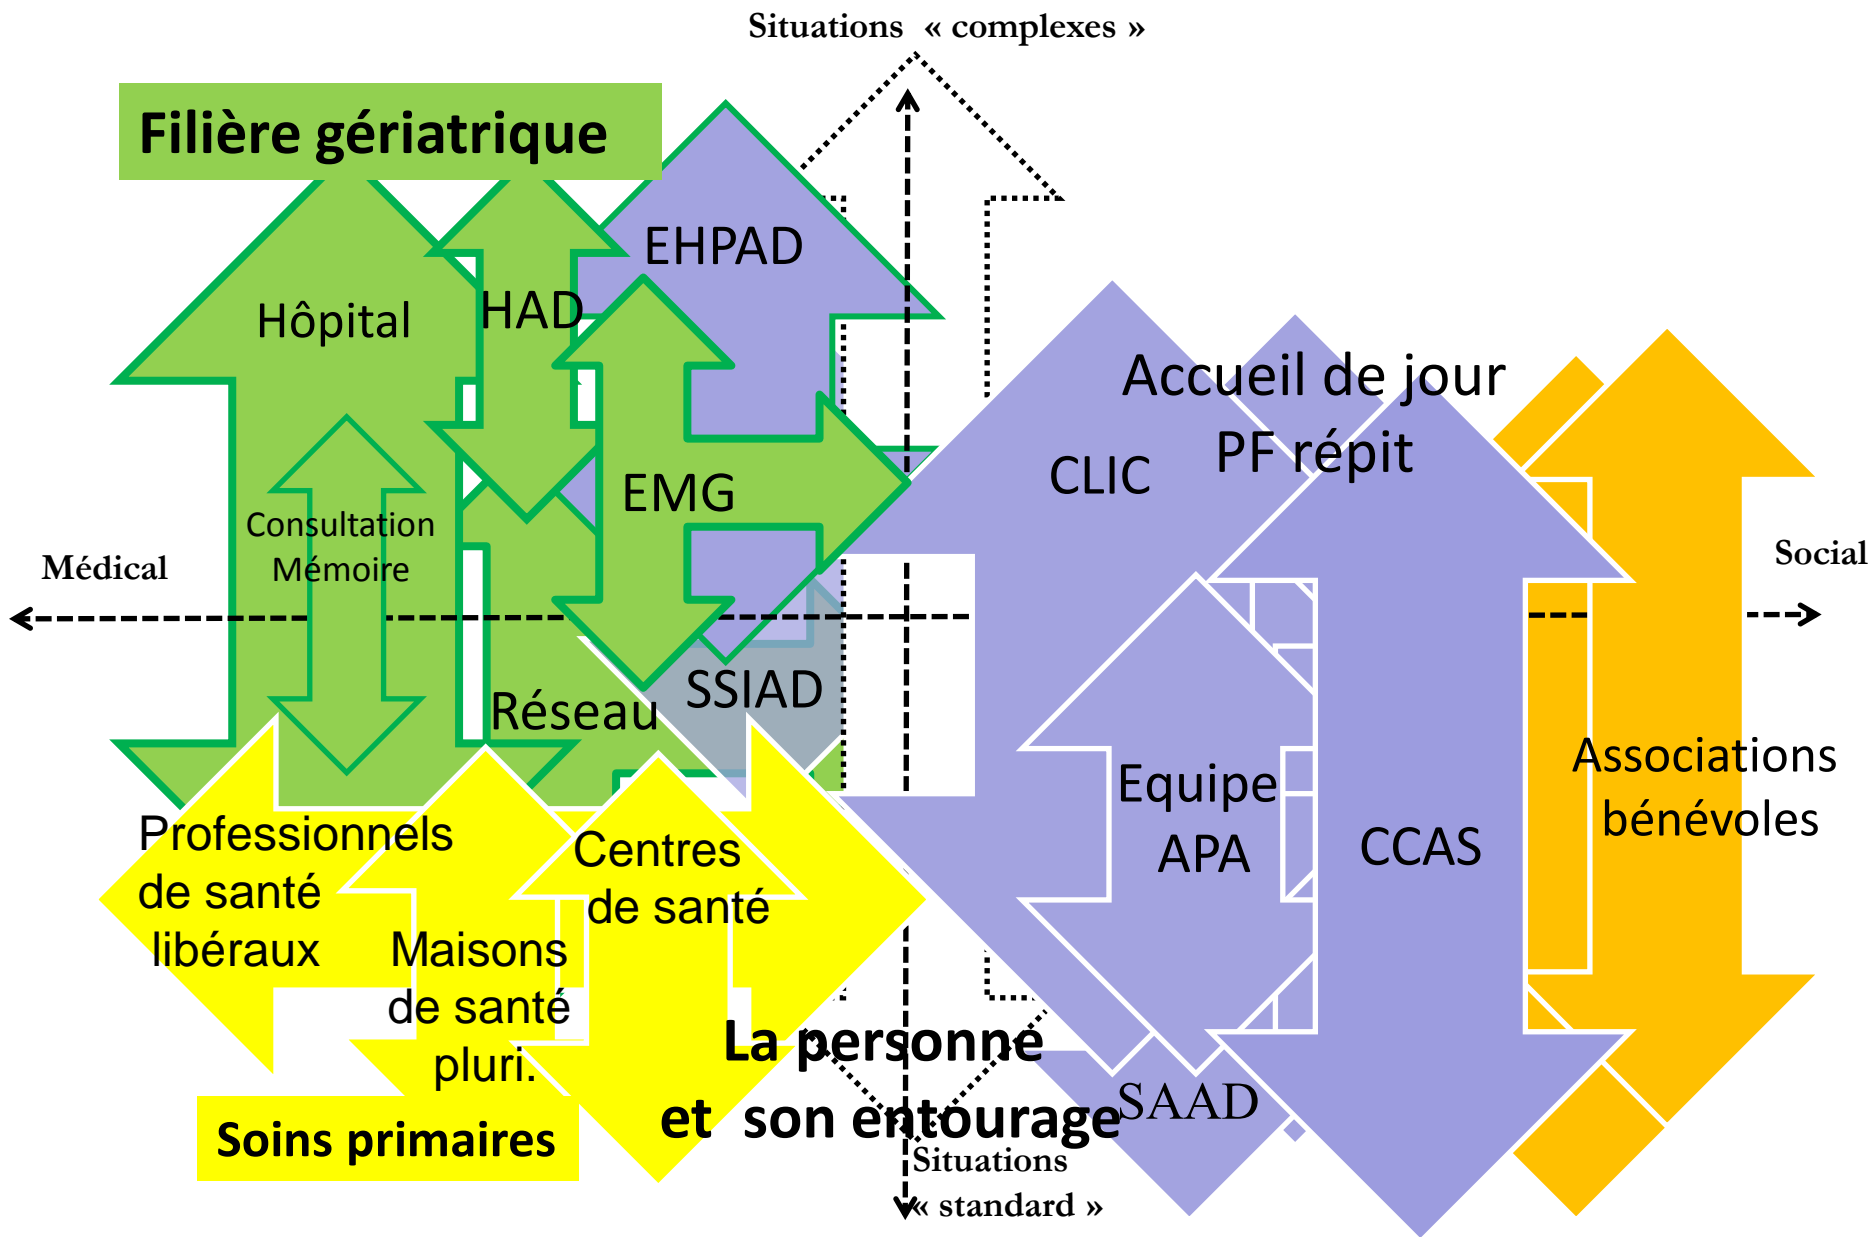 Situations « complexes »
Filière gériatrique
EHPAD
Hôpital
HAD
Accueil de jour
PF répit
CLIC
EMG
Consultation
Mémoire
Médical
Social
SSIAD
Réseau
Associations
bénévoles
Equipe
APA
CCAS
Professionnels
de santé
libéraux
Centres
de santé
Maisons
de santé
pluri.
La personne
et son entourage
SAAD
Soins primaires
Situations
« standard »